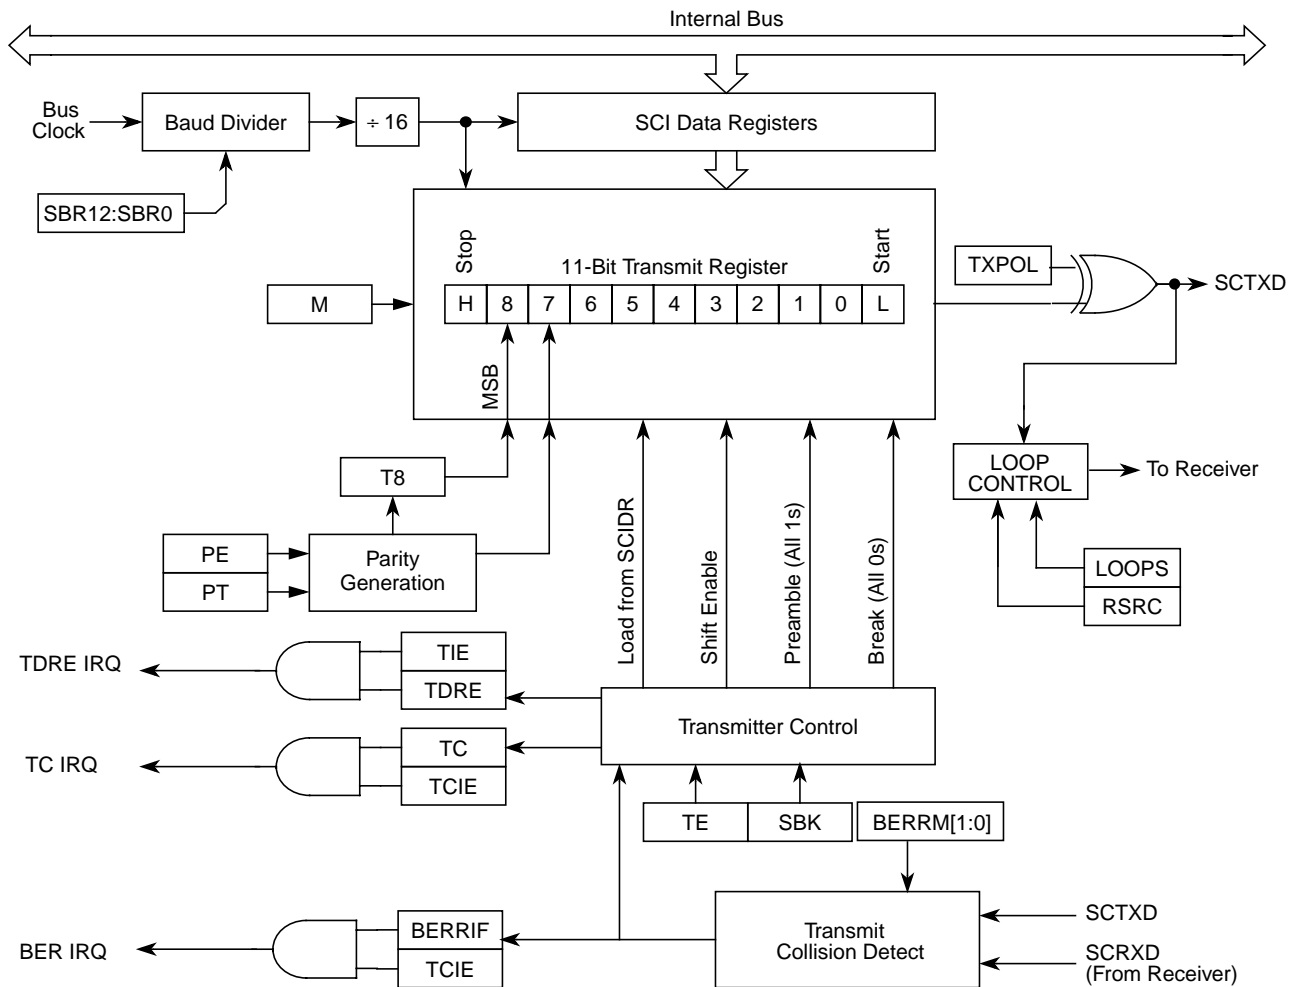 Internal Bus
Bus
Clock
Baud Divider
÷ 16
SCI Data Registers
SBR12:SBR0
Stop
11-Bit Transmit Register
Start
TXPOL
SCTXD
M
H 8 7 6 5 4 3 2 1 0 L
MSB
T8
LOOP
CONTROL
To Receiver
PE
PT
Parity
Generation
Load from SCIDR
Shift Enable
Preamble (All 1s)
Break (All 0s)
LOOPS
RSRC
TDRE IRQ
TIE
TDRE
Transmitter Control
TC IRQ
TC
TCIE
TE
SBK
BERRM[1:0]
BER IRQ
BERRIF
TCIE
Transmit
Collision Detect
SCTXD
SCRXD
(From Receiver)